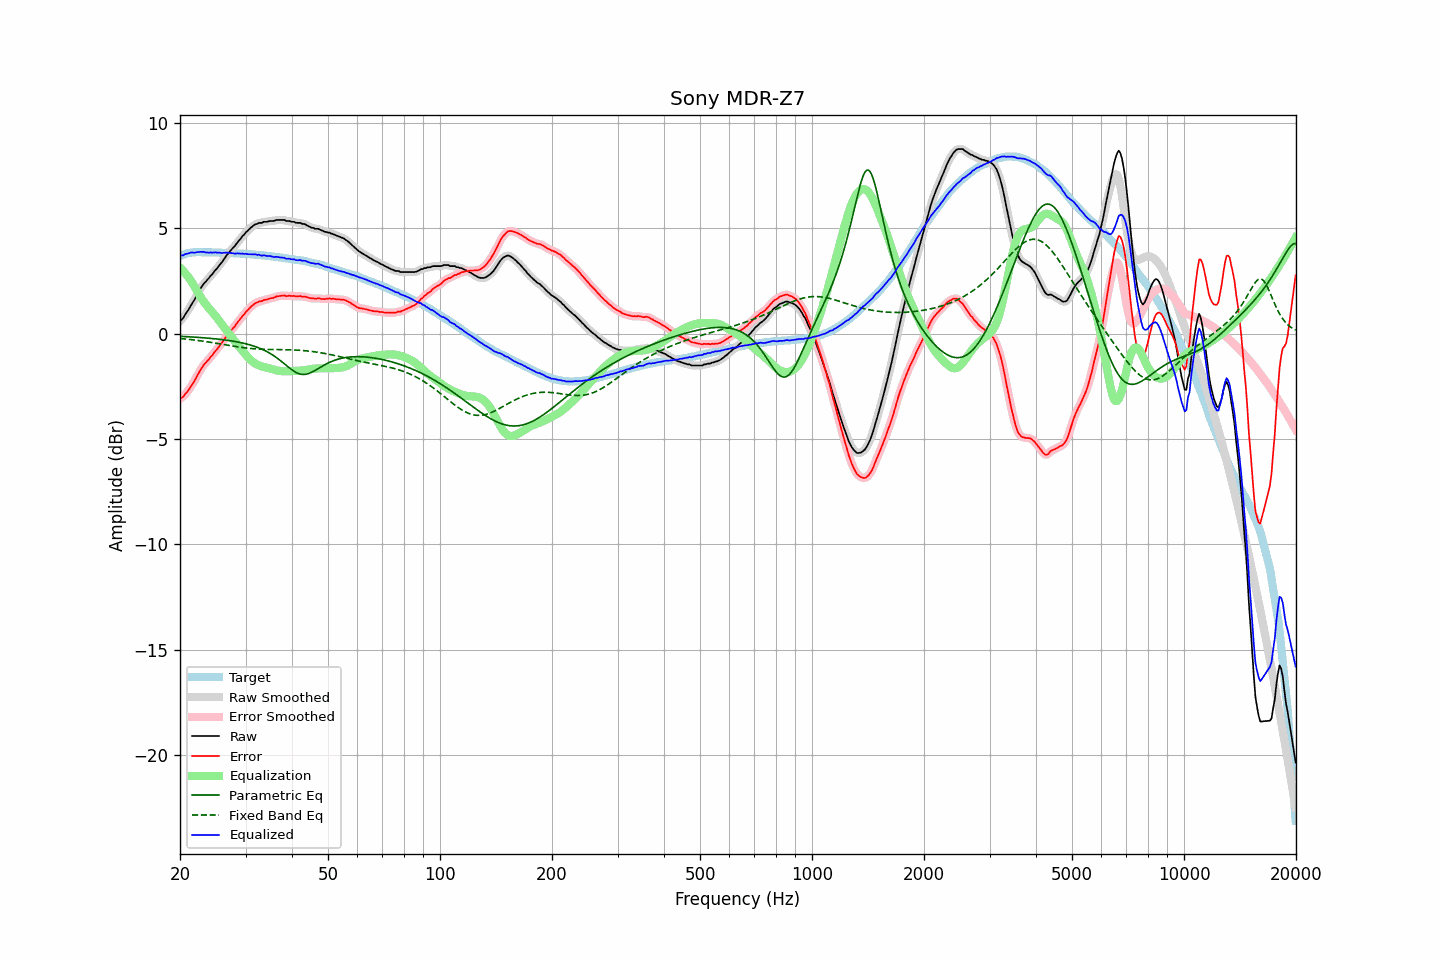 Sony MDR-Z7
Amplitude (dBr)
10
5
0
−5
−10
−15
−20
Target
Raw Smoothed
Error Smoothed
Raw
Error
Equalization
Parametric Eq
Fixed Band Eq
Equalized
20 50 100 200 500 1000 2000 5000 10000 20000
Frequency (Hz)